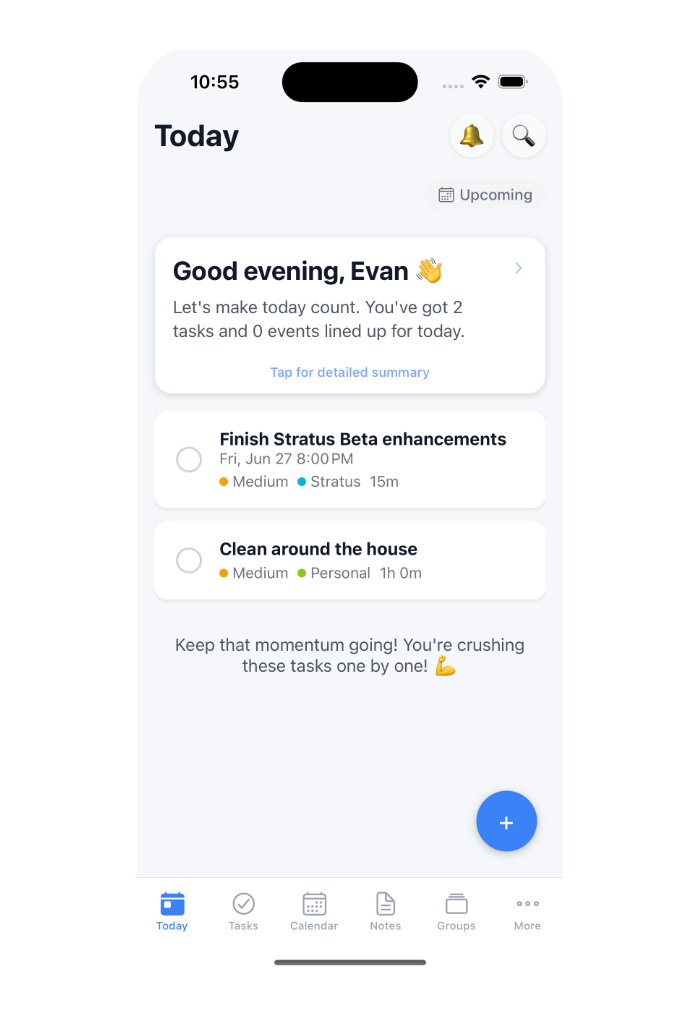 10:55
Today
Upcoming
Good evening, Evan 👋
Let's make today count. You've got 2
tasks and 0 events lined up for today.
Tap for detailed summary
Finish Stratus Beta enhancements
Fri, Jun 27 8:00 PM
Medium Stratus 15m
Clean around the house
Medium Personal 1h 0m
Keep that momentum going! You're crushing
these tasks one by one! 💪
+
Today Tasks Calendar Notes Groups More